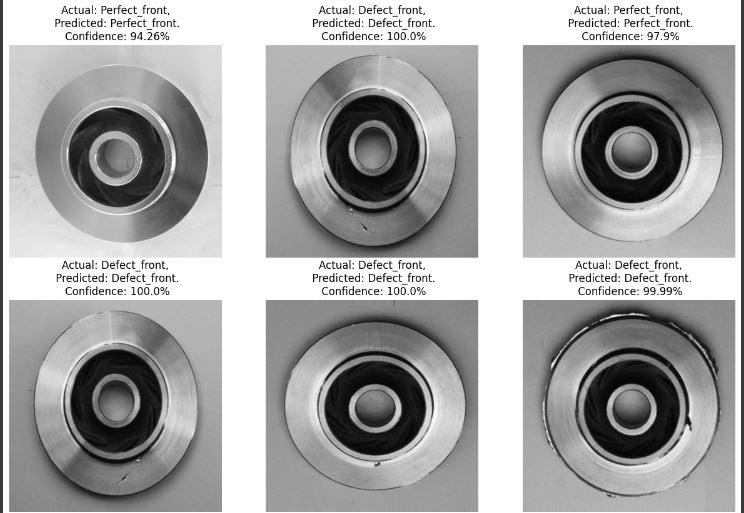 Actual: Perfect_front,
Predicted: Perfect_front.
Confidence: 94.26%
Actual: Defect_front,
Predicted: Defect_front.
Confidence: 100.0%
Actual: Perfect_front,
Predicted: Perfect_front.
Confidence: 97.9%
Actual: Defect_front,
Predicted: Defect_front.
Confidence: 100.0%
Actual: Defect_front,
Predicted: Defect_front.
Confidence: 100.0%
Actual: Defect_front,
Predicted: Defect_front.
Confidence: 99.99%